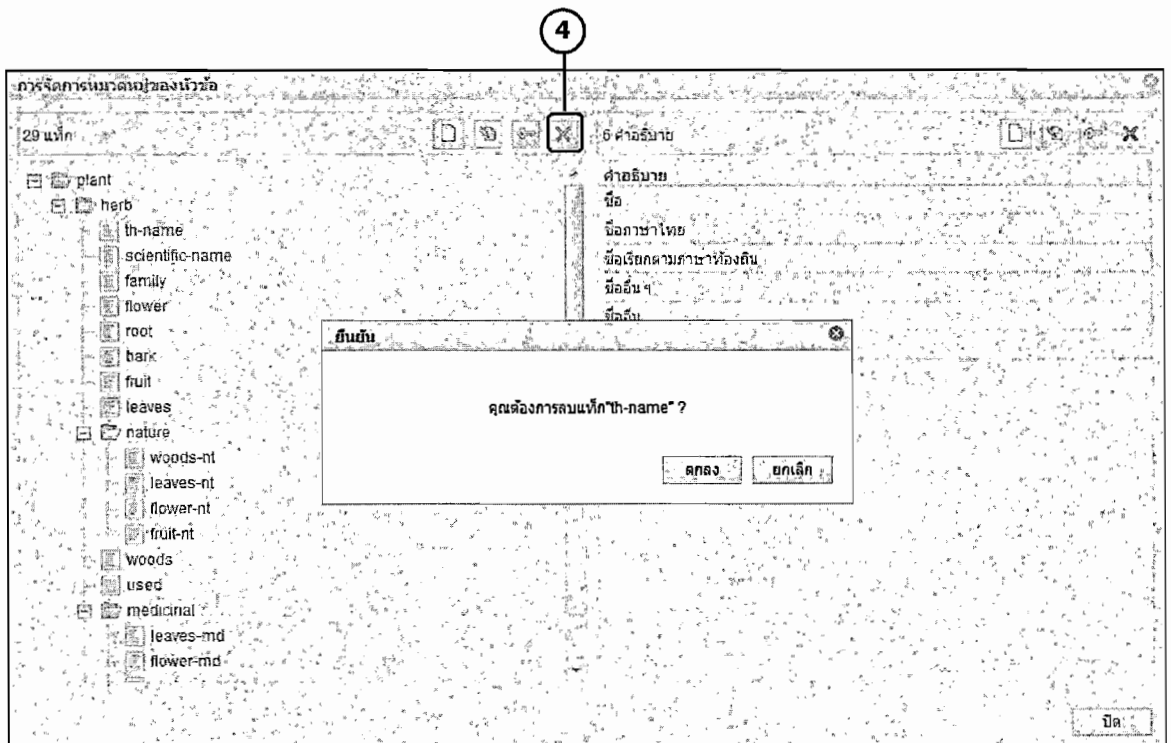 4
การจัดการหมวดหมู่ของหัวข้อ
29 แท็ก
6 คำอธิบาย
plant
herb
th-name
scientific-name
family
flower
root
bark
fruit
leaves
nature
woods-nt
leaves-nt
flower-nt
fruit-nt
woods
used
medicinal
leaves-md
flower-md
คำอธิบาย
ชื่อ
ชื่อภาษาไทย
ชื่อเรียกตามภาษาท้องถิ่น
ชื่ออื่น ๆ
ชื่ออื่น
ยืนยัน
คุณต้องการลบแท็ก"th-name" ?
ตกลง
ยกเลิก
ปิด